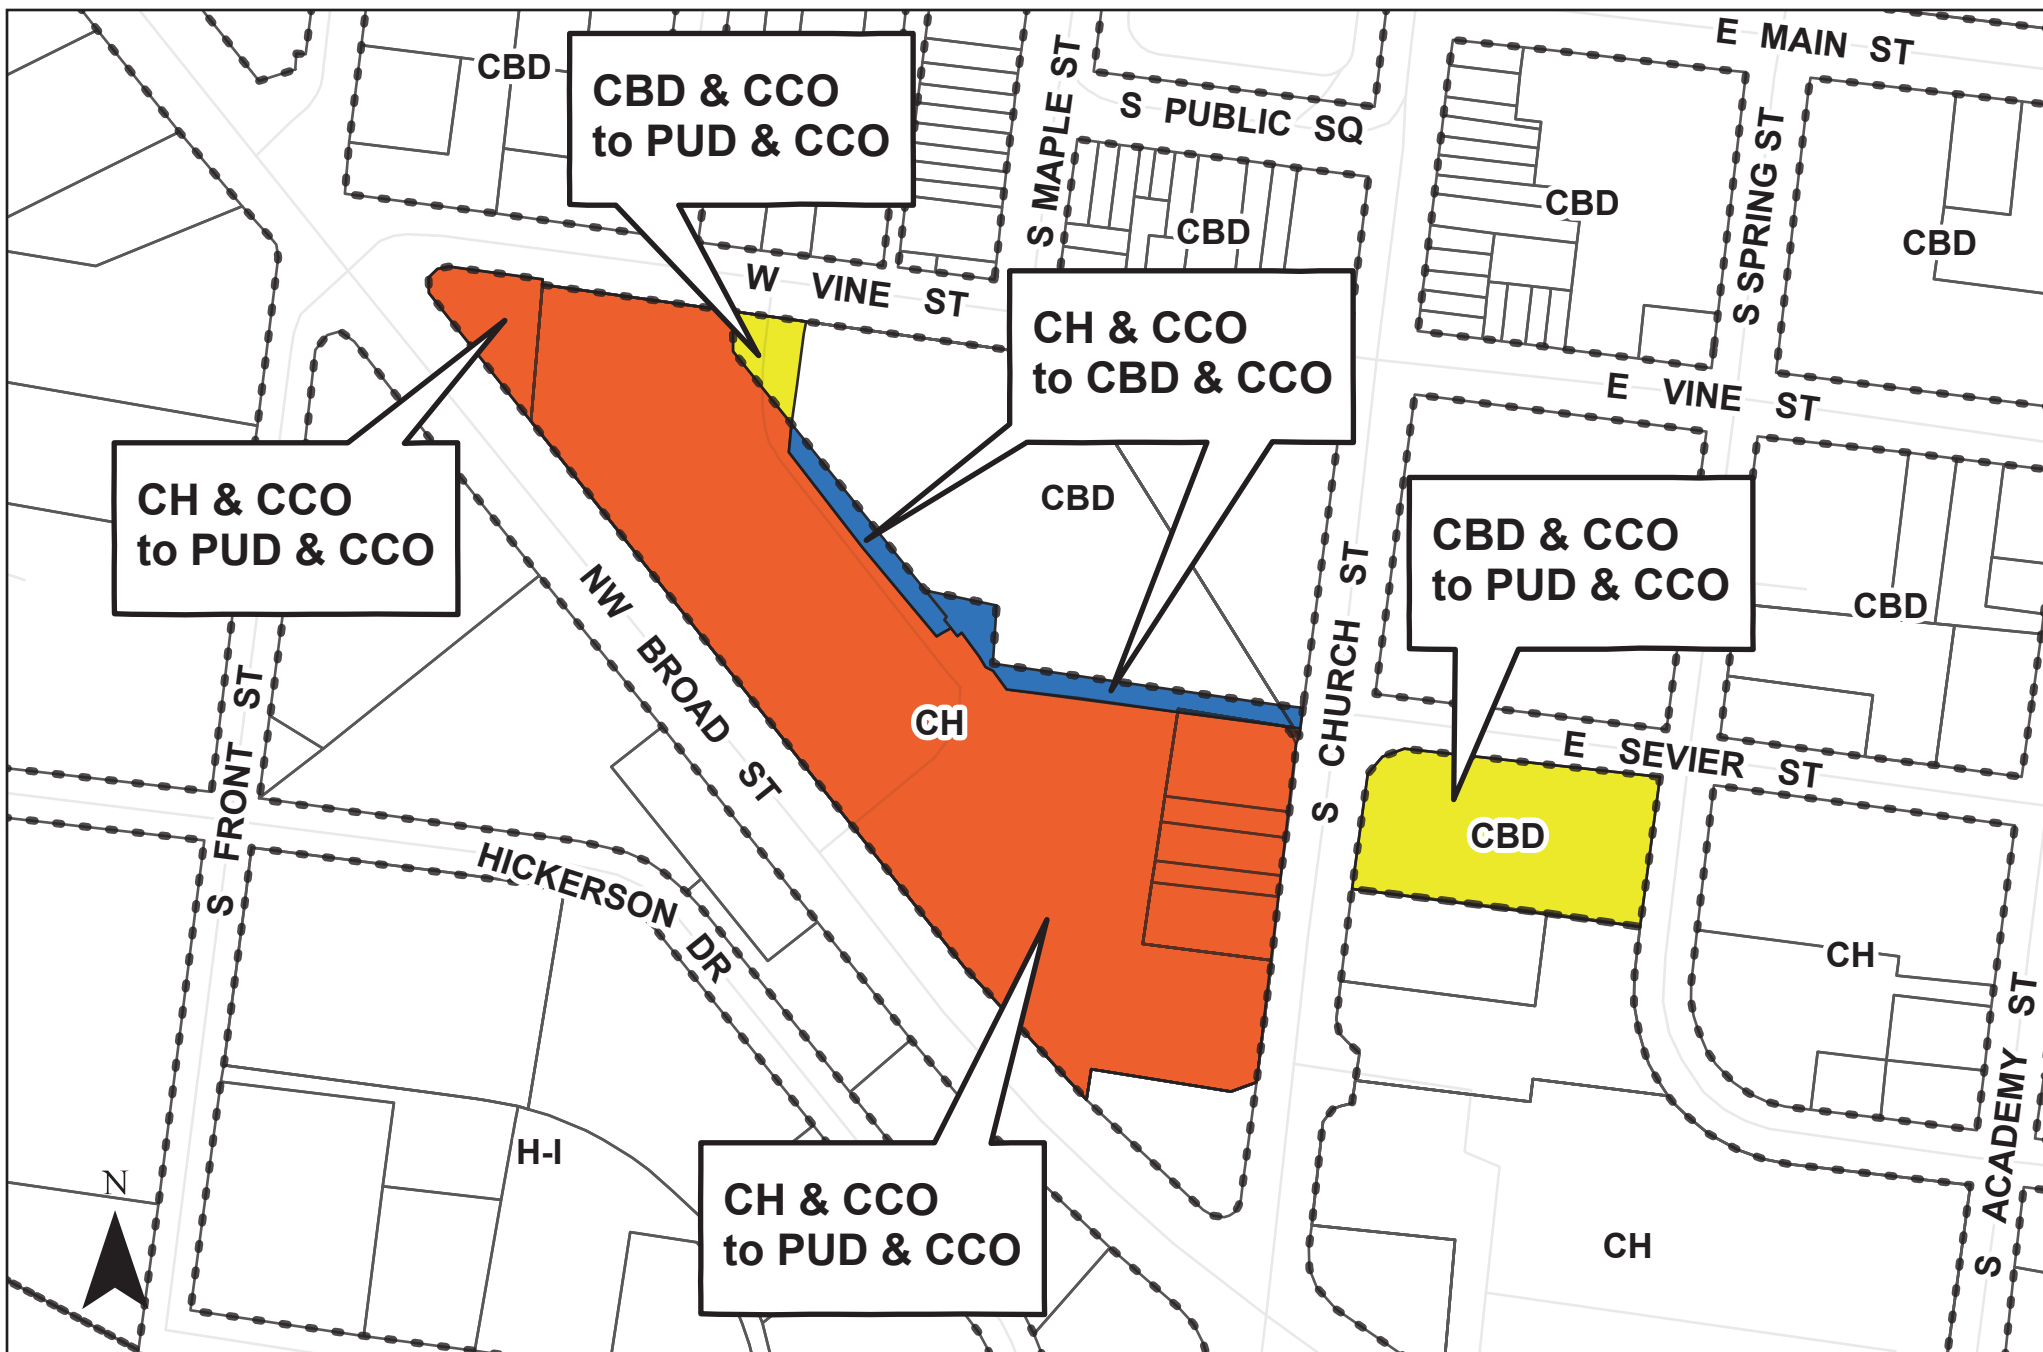 E MAIN ST
CBD
CBD & CCO
to PUD & CCO
S MAPLE ST
S PUBLIC SQ
S SPRING ST
CBD
CBD
CBD
W VINE ST
CH & CCO
to CBD & CCO
E VINE ST
CH & CCO
to PUD & CCO
CBD
CBD & CCO
to PUD & CCO
CBD
NW BROAD ST
S CHURCH ST
S FRONT ST
CH
E SEVIER ST
CBD
HICKERSON DR
CH
S ACADEMY ST
H-I
N
CH & CCO
to PUD & CCO
CH